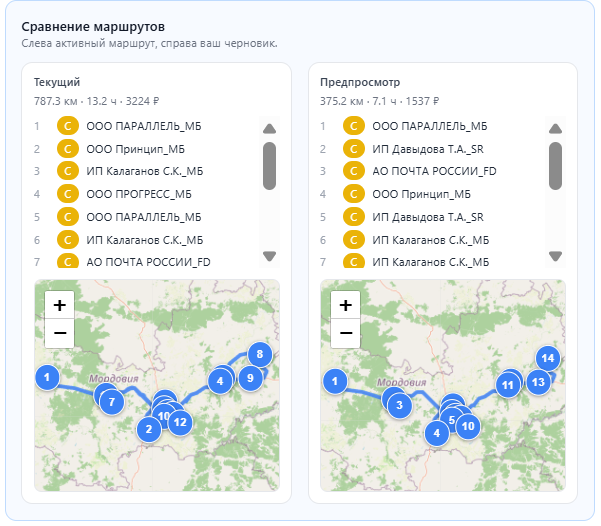 Сравнение маршрутов
Слева активный маршрут, справа ваш черновик.
Текущий
787.3 км · 13.2 ч · 3224 ₽
1 C ООО ПАРАЛЛЕЛЬ_МБ
2 C ООО Принцип_МБ
3 C ИП Калаганов С.К._МБ
4 C ООО ПРОГРЕСС_МБ
5 C ООО ПАРАЛЛЕЛЬ_МБ
6 C ИП Калаганов С.К._МБ
7 C АО ПОЧТА РОССИИ_FD
+
−
Мордовия
1
7
2
10
12
4
9
8
Предпросмотр
375.2 км · 7.1 ч · 1537 ₽
1 C ООО ПАРАЛЛЕЛЬ_МБ
2 C ИП Давыдова Т.А._SR
3 C АО ПОЧТА РОССИИ_FD
4 C ООО Принцип_МБ
5 C ИП Давыдова Т.А._SR
6 C ИП Калаганов С.К._МБ
7 C ИП Калаганов С.К._МБ
+
−
Мордовия
1
3
4
5
10
11
13
14